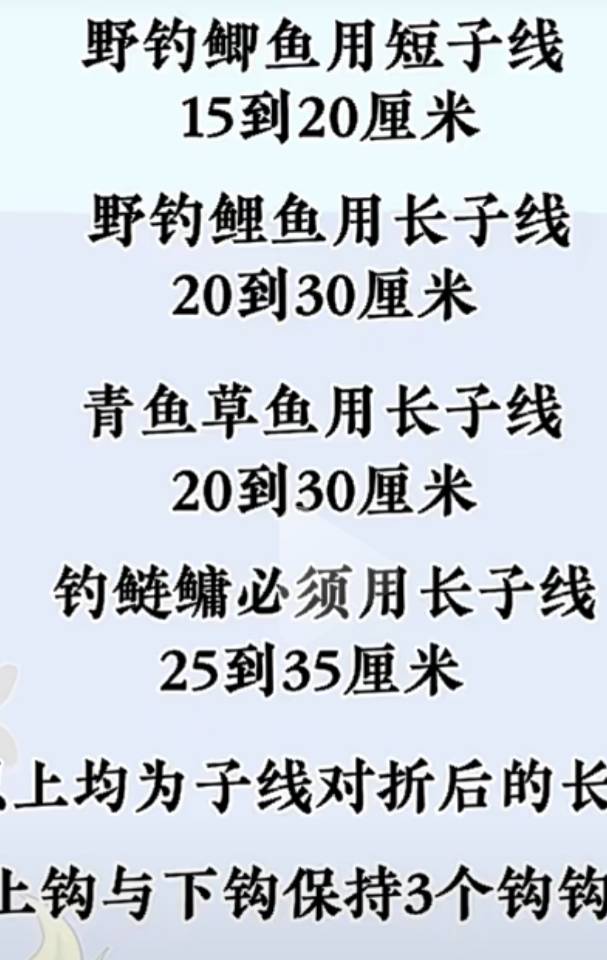 野钓鲫鱼用短子线
15到20厘米
野钓鲤鱼用长子线
20到30厘米
青鱼草鱼用长子线
20到30厘米
钓鲢鳙必须用长子线
25到35厘米
上均为子线对折后的长
上钩与下钩保持3个钩钩